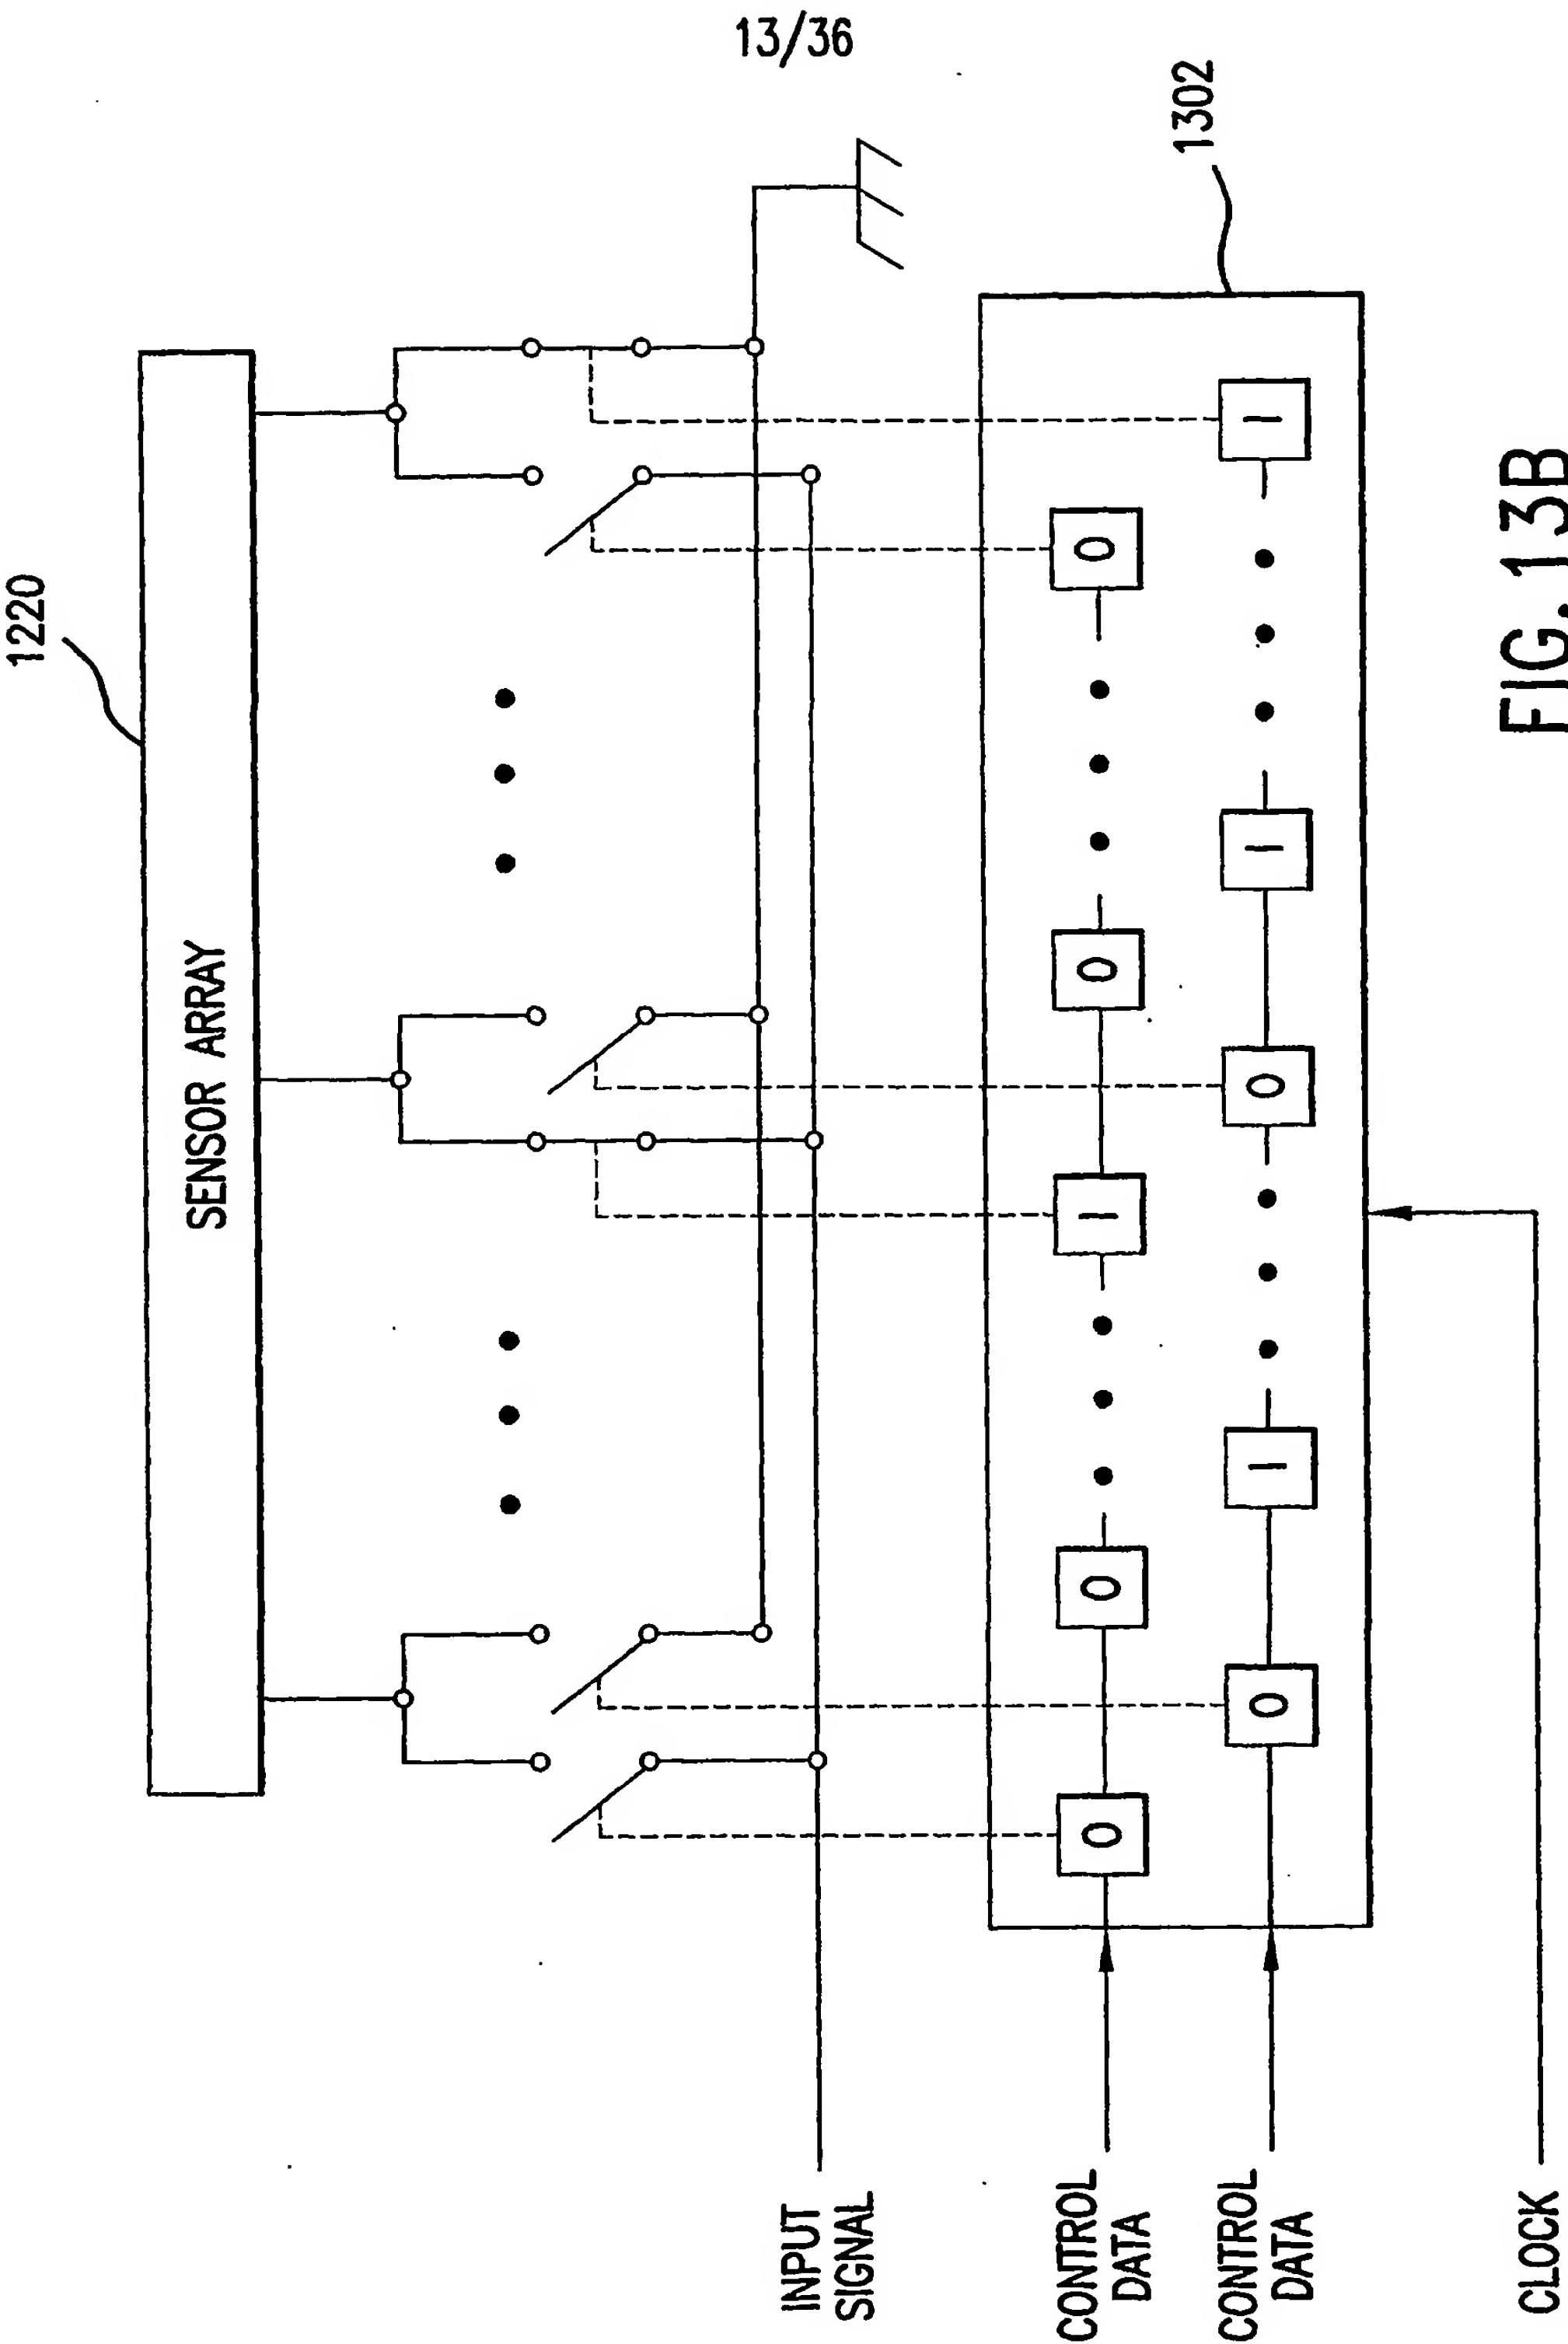 13/36
1220
SENSOR ARRAY
INPUT
SIGNAL
1302
CONTROL
DATA
0 0 1 0 0
CONTROL
DATA
0 1 0 1 1
CLOCK
FIG. 13B